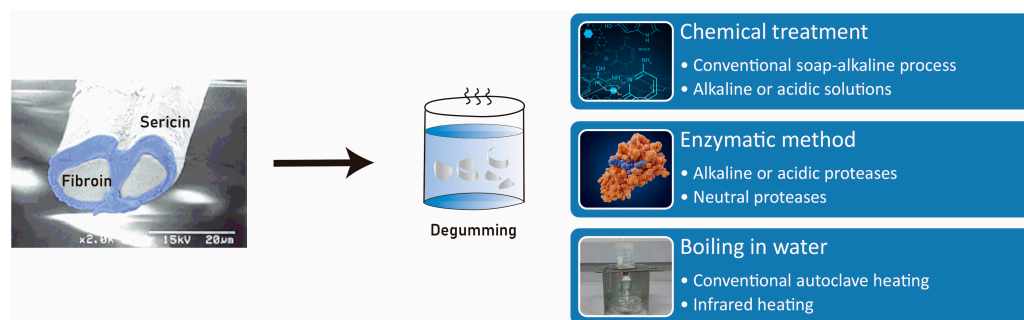 Sericin
Fibroin
x2.0k 15kV 20μm
Degumming
Chemical treatment
• Conventional soap-alkaline process
• Alkaline or acidic solutions
Enzymatic method
• Alkaline or acidic proteases
• Neutral proteases
Boiling in water
• Conventional autoclave heating
• Infrared heating